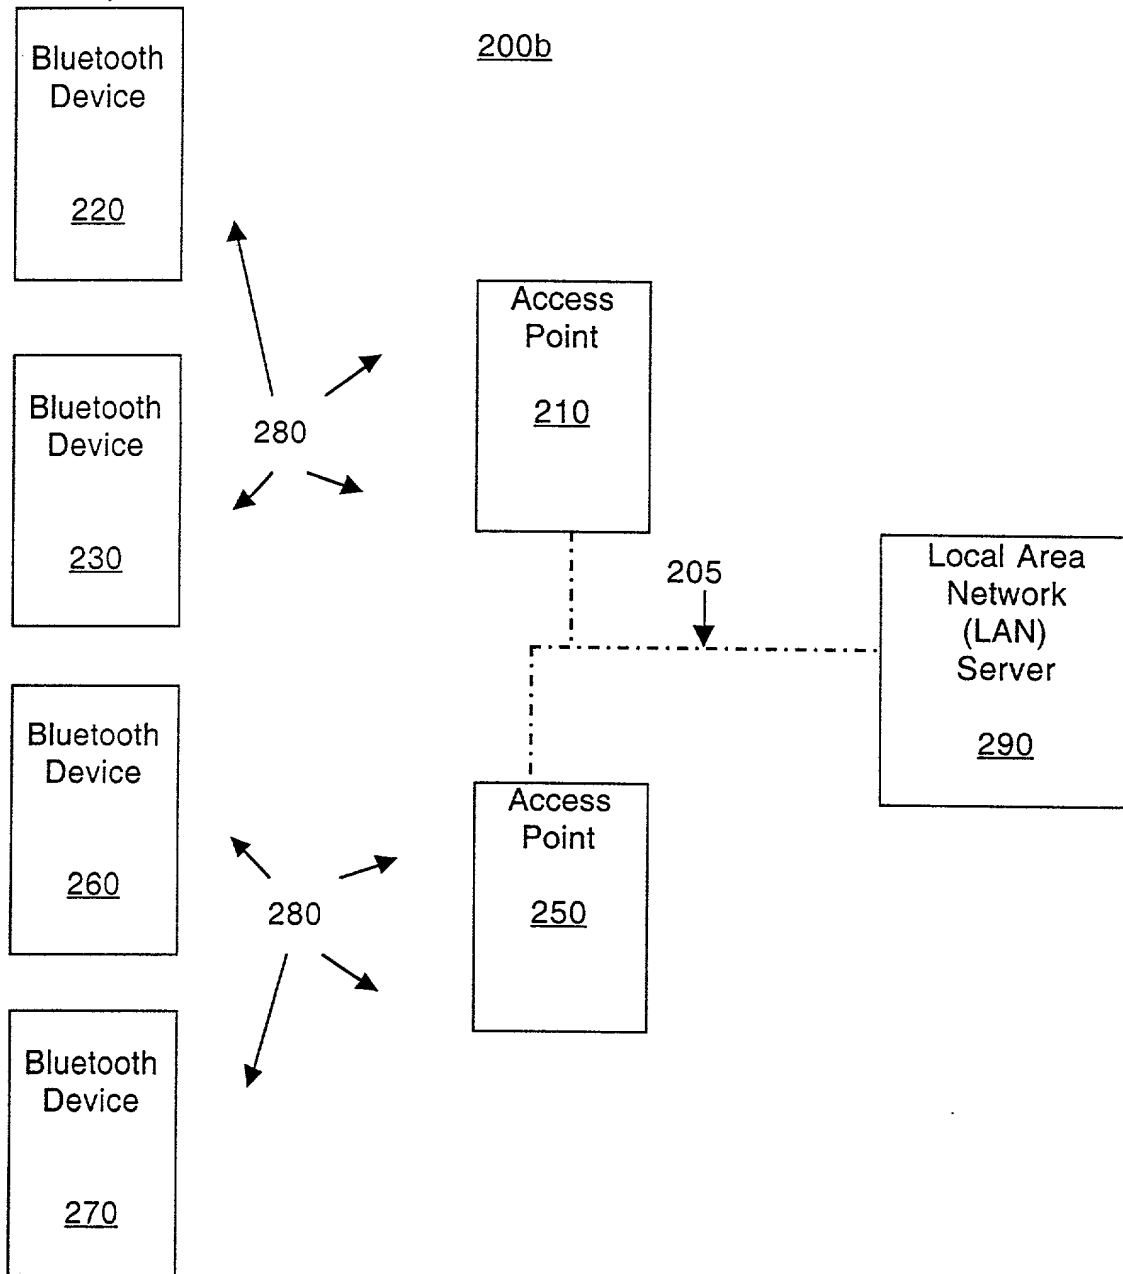 200b
Bluetooth
Device
220
Access
Point
210
Bluetooth
Device
230
280
205
Local Area
Network
(LAN)
Server
290
Bluetooth
Device
260
280
Access
Point
250
Bluetooth
Device
270